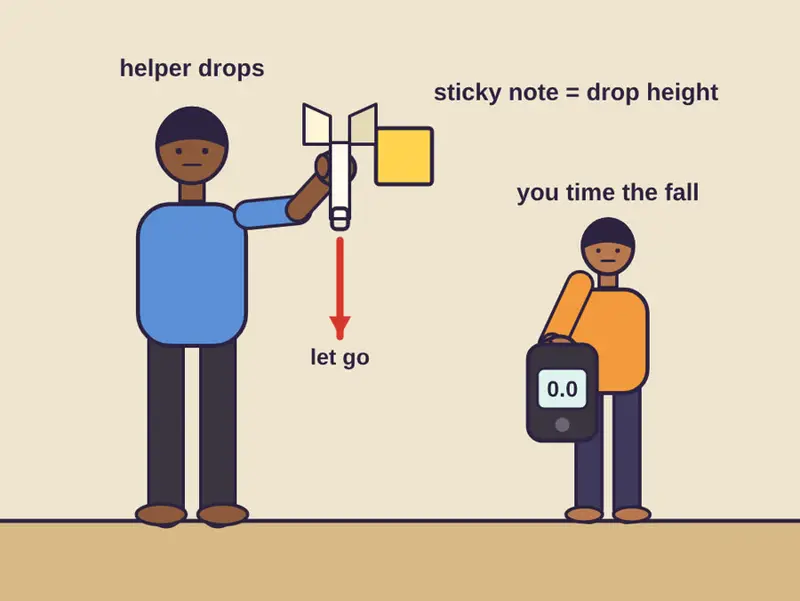 helper drops
sticky note = drop height
you time the fall
let go
0.0